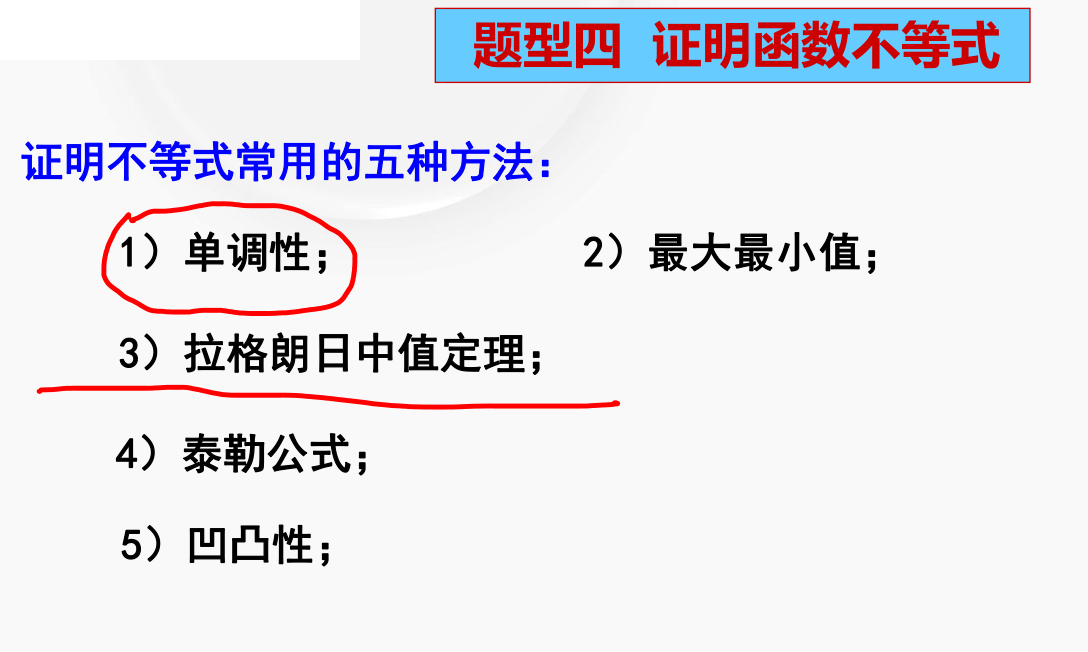 题型四 证明函数不等式
证明不等式常用的五种方法：
1）单调性； 2）最大最小值；
3）拉格朗日中值定理；
4）泰勒公式；
5）凹凸性；